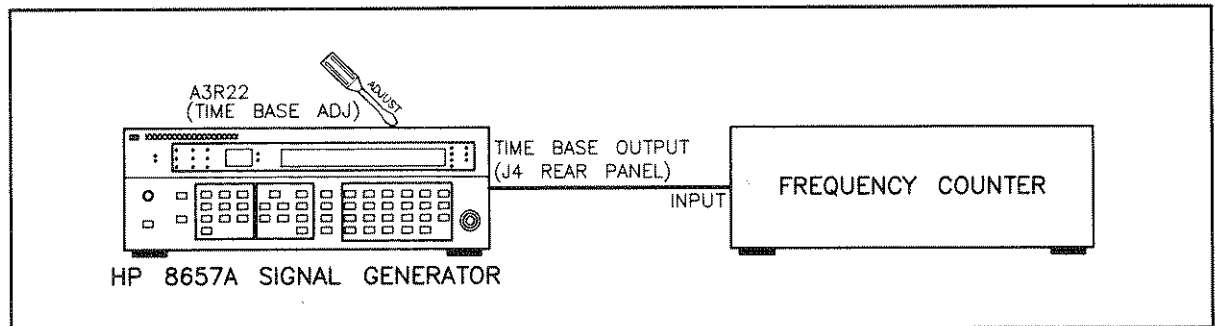 A3R22
(TIME BASE ADJ)
ADJUST
TIME BASE OUTPUT
(J4 REAR PANEL)
INPUT
FREQUENCY COUNTER
HP 8657A SIGNAL GENERATOR